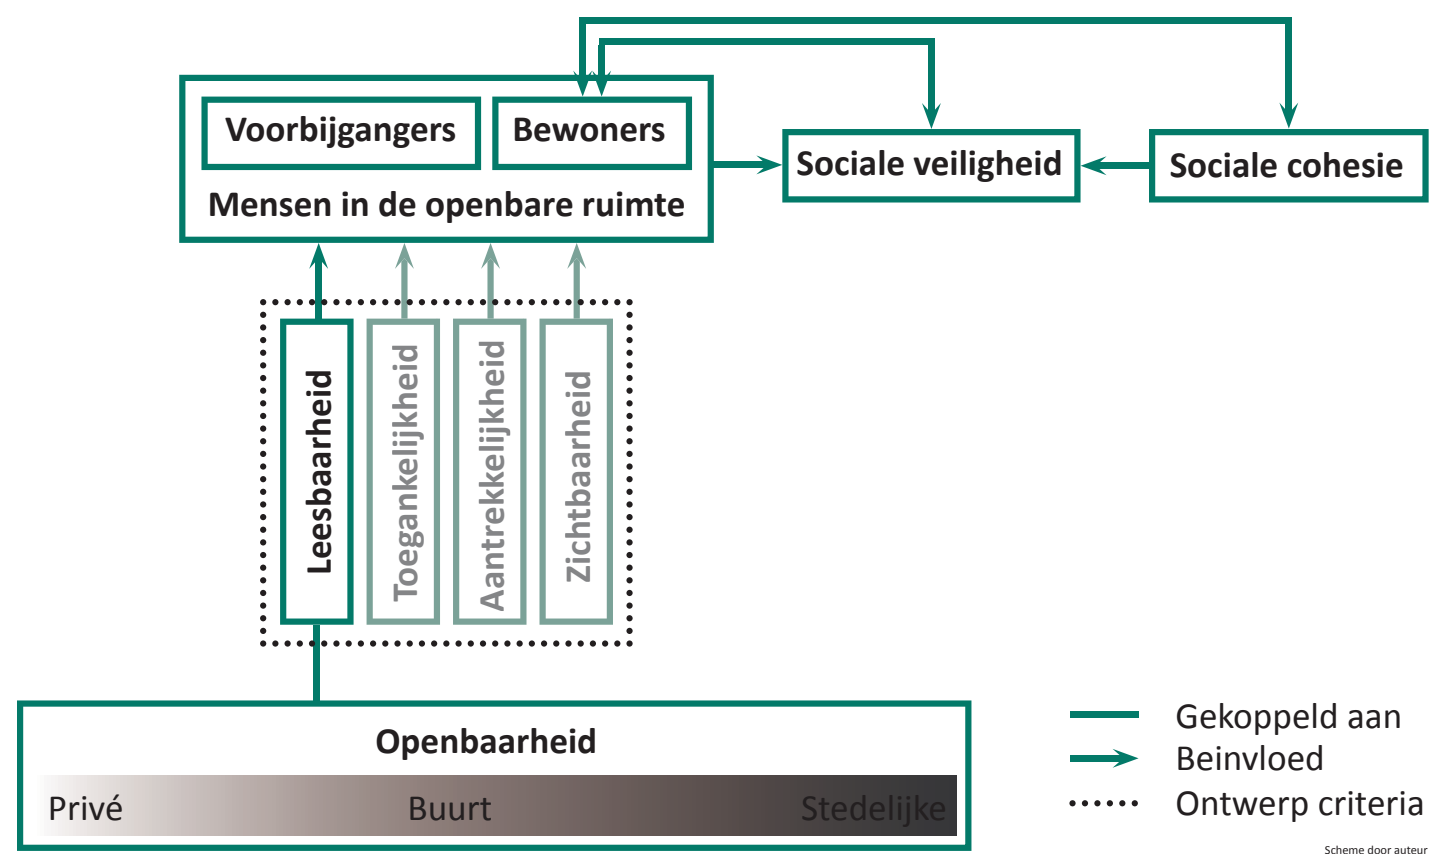 Voorbijgangers
Bewoners
Mensen in de openbare ruimte
Sociale veiligheid
Sociale cohesie
Leesbaarheid
Toegankelijkheid
Aantrekkelijkheid
Zichtbaarheid
Openbaarheid
Privé
Buurt
Stedelijke
Gekoppeld aan
Beinvloed
Ontwerp criteria
Scheme door auteur